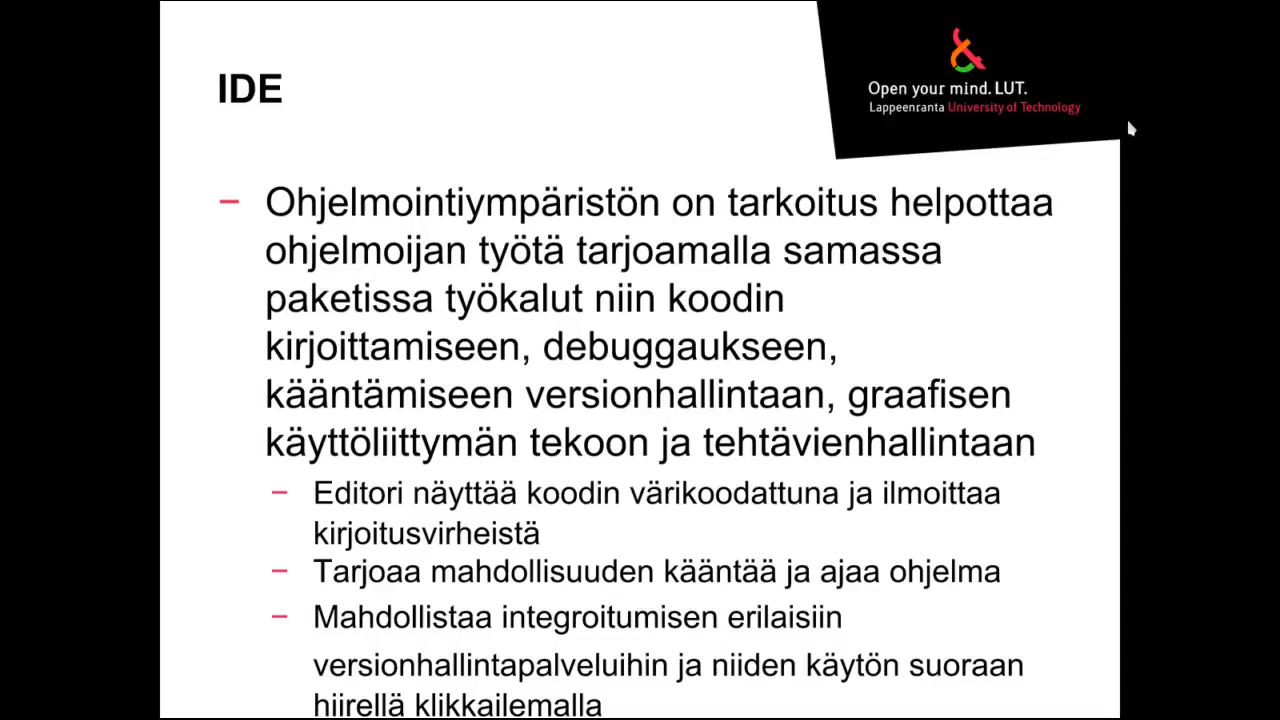 IDE
Open your mind. LUT.
Lappeenranta University of Technology
– Ohjelmointiympäristön on tarkoitus helpottaa
ohjelmoijan työtä tarjoamalla samassa
paketissa työkalut niin koodin
kirjoittamiseen, debuggaukseen,
kääntämiseen versionhallintaan, graafisen
käyttöliittymän tekoon ja tehtävienhallintaan
– Editori näyttää koodin värikoodattuna ja ilmoittaa
kirjoitusvirheistä
– Tarjoaa mahdollisuuden kääntää ja ajaa ohjelma
– Mahdollistaa integroitumisen erilaisiin
versionhallintapalveluihin ja niiden käytön suoraan
hiirellä klikkailemalla